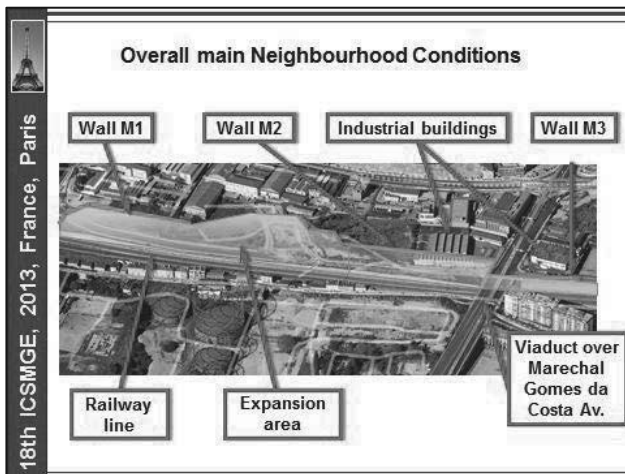 18th ICSMGE, 2013, France, Paris
Overall main Neighbourhood Conditions
Wall M1
Wall M2
Industrial buildings
Wall M3
Railway
line
Expansion
area
Viaduct over
Marechal
Gomes da
Costa Av.